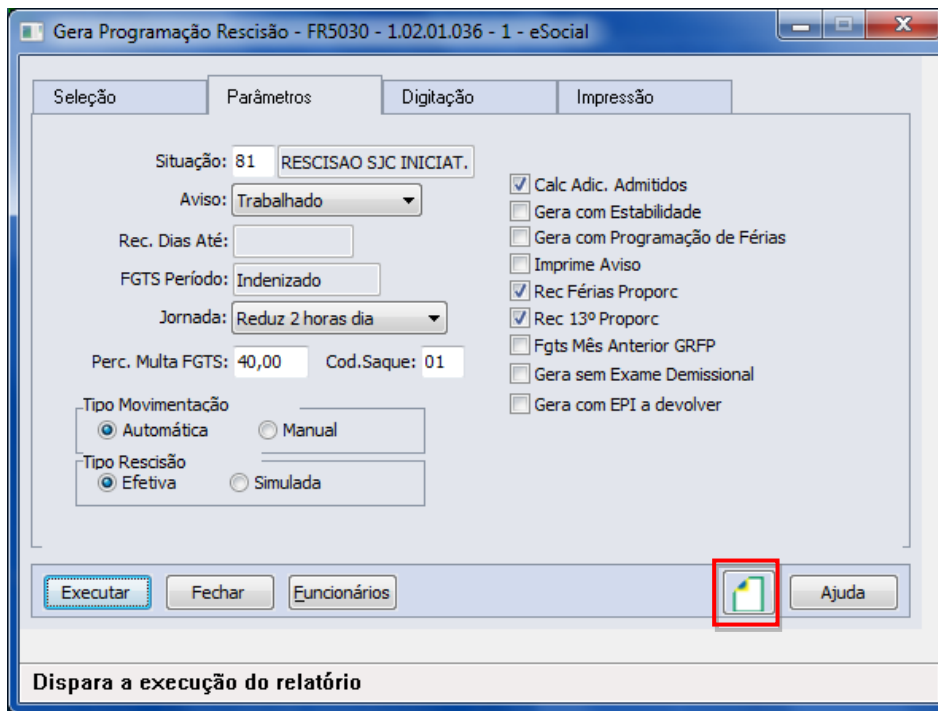 Gera Programação Rescisão - FR5030 - 1.02.01.036 - 1 - eSocial
Seleção Parâmetros Digitação Impressão
Situação: 81 RESCISAO SJC INICIAT.
Aviso: Trabalhado
Rec. Dias Até:
FGTS Período: Indenizado
Jornada: Reduz 2 horas dia
Perc. Multa FGTS: 40,00 Cod.Saque: 01
Tipo Movimentação
Automática Manual
Tipo Rescisão
Efetiva Simulada
Calc Adic. Admitidos
Gera com Estabilidade
Gera com Programação de Férias
Imprime Aviso
Rec Férias Proporc
Rec 13º Proporc
Fgts Mês Anterior GRFP
Gera sem Exame Demissional
Gera com EPI a devolver
Executar Fechar Funcionários Ajuda
Dispara a execução do relatório